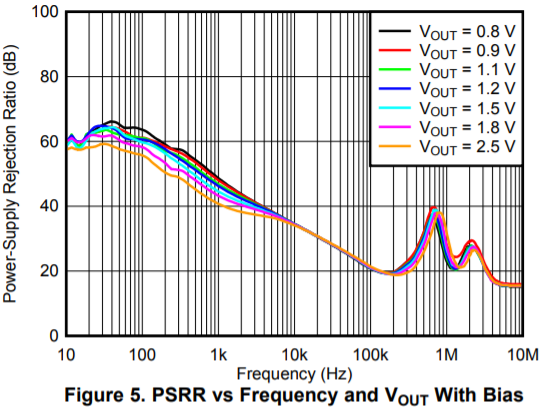 100
80
60
40
20
0
Power-Supply Rejection Ratio (dB)
VOUT = 0.8 V
VOUT = 0.9 V
VOUT = 1.1 V
VOUT = 1.2 V
VOUT = 1.5 V
VOUT = 1.8 V
VOUT = 2.5 V
10 100 1k 10k 100k 1M 10M
Frequency (Hz)
Figure 5. PSRR vs Frequency and VOUT With Bias